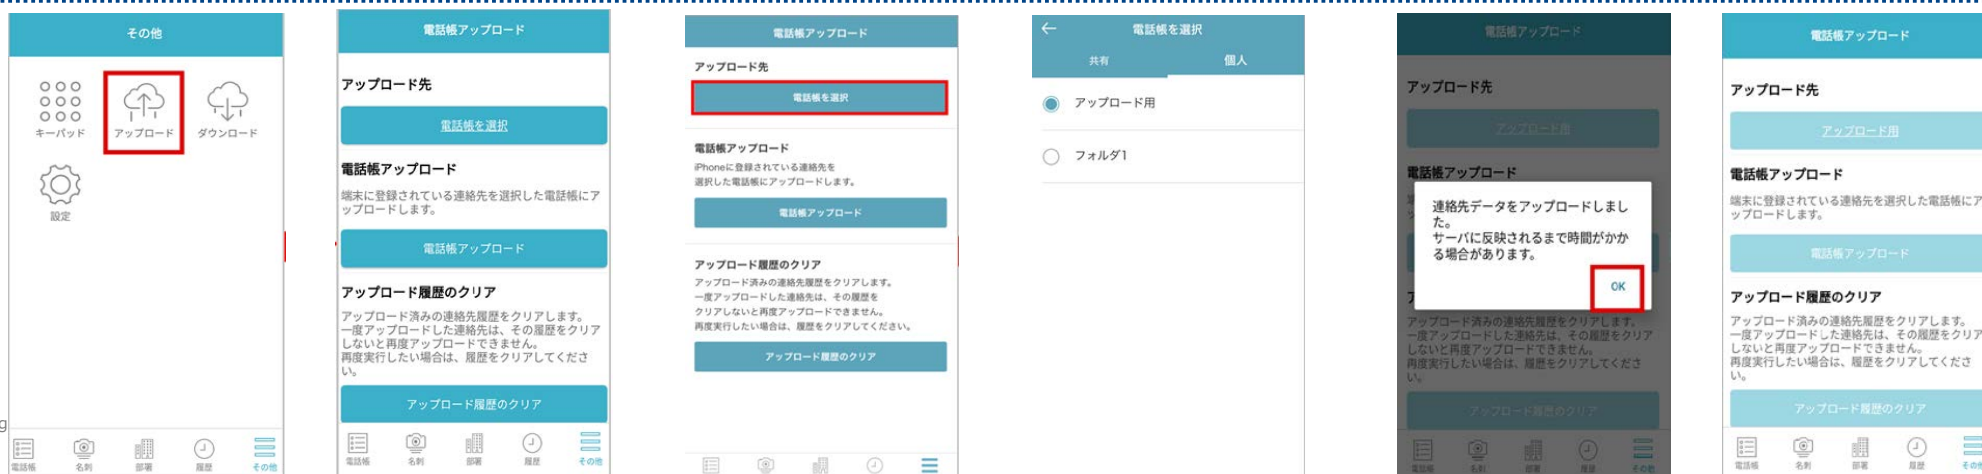 その他
キーパッド
アップロード
ダウンロード
設定
g
電話帳
名刺
部署
履歴
その他
電話帳アップロード
アップロード先
電話帳を選択
電話帳アップロード
端末に登録されている連絡先を選択した電話帳にア
ップロードします。
電話帳アップロード
アップロード履歴のクリア
アップロード済みの連絡先履歴をクリアします。
一度アップロードした連絡先は、その履歴をクリア
しないと再度アップロードできません。
再度実行したい場合は、履歴をクリアしてくださ
い。
アップロード履歴のクリア
電話帳
名刺
部署
履歴
その他
電話帳アップロード
アップロード先
電話帳を選択
電話帳アップロード
iPhoneに登録されている連絡先を
選択した電話帳にアップロードします。
電話帳アップロード
アップロード履歴のクリア
アップロード済みの連絡先履歴をクリアします。
一度アップロードした連絡先は、その履歴を
クリアしないと再度アップロードできません。
再度実行したい場合は、履歴をクリアしてください。
アップロード履歴のクリア
電話帳を選択
共有
個人
アップロード用
フォルダ1
電話帳アップロード
アップロード先
アップロード用
電話帳アップロード
連絡先データをアップロードしまし
た。
サーバに反映されるまで時間がかか
る場合があります。
OK
アップロード済みの連絡先履歴をクリアします。
一度アップロードした連絡先は、その履歴をクリア
しないと再度アップロードできません。
再度実行したい場合は、履歴をクリアしてくださ
い。
アップロード履歴のクリア
電話帳
名刺
部署
履歴
その他
電話帳アップロード
アップロード先
アップロード用
電話帳アップロード
端末に登録されている連絡先を選択した電話帳にア
ップロードします。
電話帳アップロード
アップロード履歴のクリア
アップロード済みの連絡先履歴をクリアします。
一度アップロードした連絡先は、その履歴をクリア
しないと再度アップロードできません。
再度実行したい場合は、履歴をクリアしてくださ
い。
アップロード履歴のクリア
電話帳
名刺
部署
履歴
その他